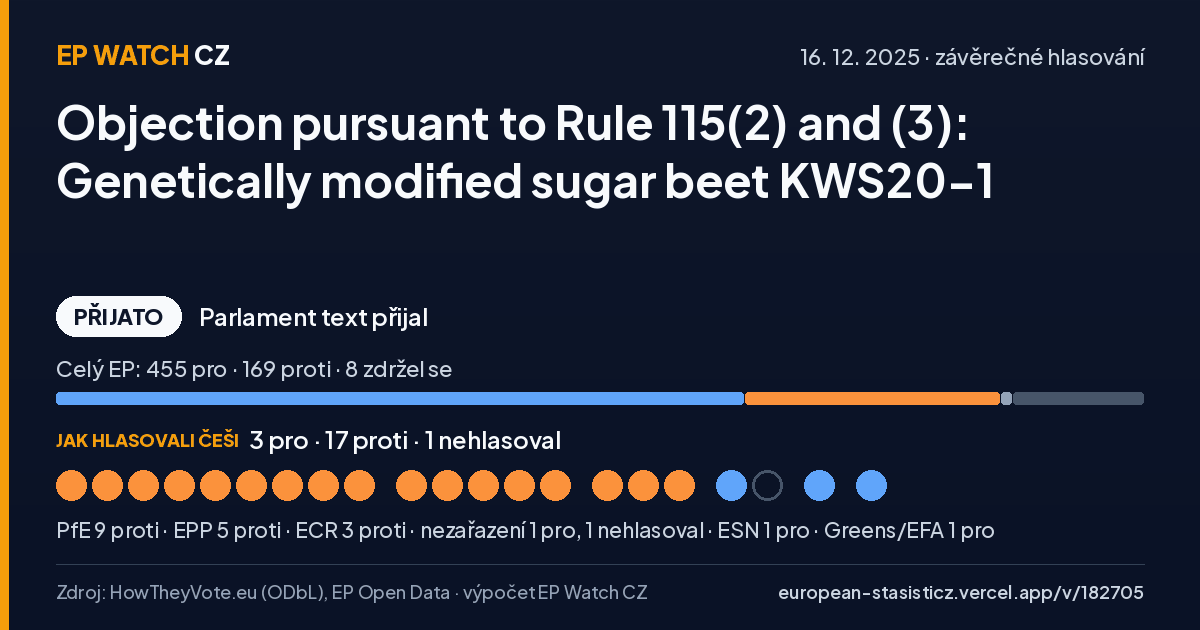 EP WATCH CZ
16. 12. 2025 · závěrečné hlasování
Objection pursuant to Rule 115(2) and (3):
Genetically modified sugar beet KWS20-1
PŘIJATO Parlament text přijal
Celý EP: 455 pro · 169 proti · 8 zdržel se
JAK HLASOVALI ČEŠI 3 pro · 17 proti · 1 nehlasoval
PfE 9 proti · EPP 5 proti · ECR 3 proti · nezařazení 1 pro, 1 nehlasoval · ESN 1 pro · Greens/EFA 1 pro
Zdroj: HowTheyVote.eu (ODbL), EP Open Data · výpočet EP Watch CZ
european-stasisticz.vercel.app/v/182705